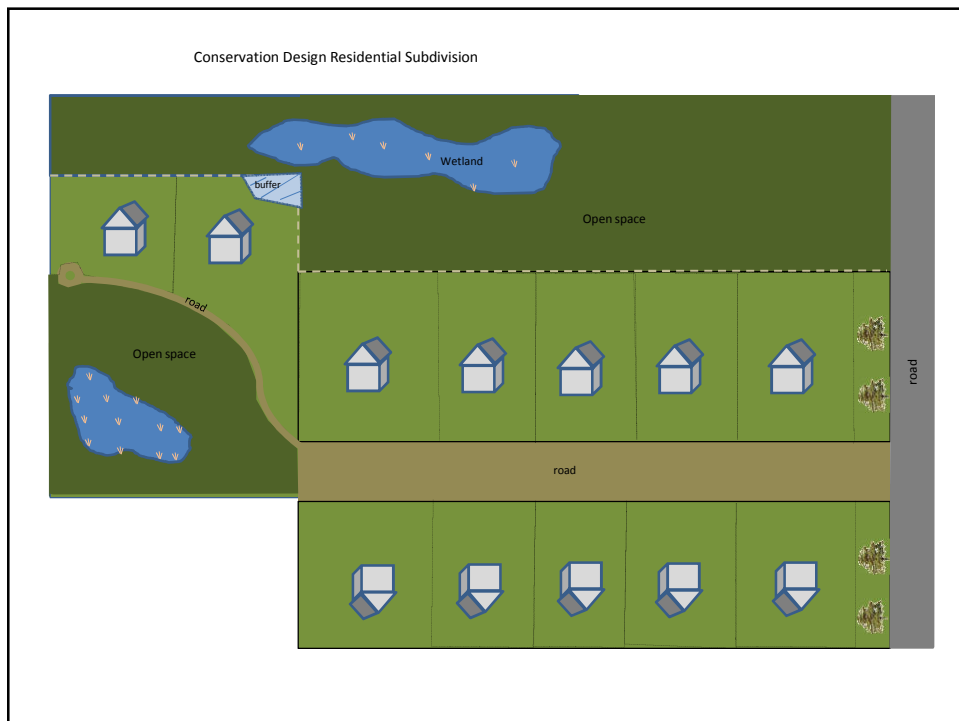 Conservation Design Residential Subdivision
Wetland
buffer
Open space
road
Open space
road
road